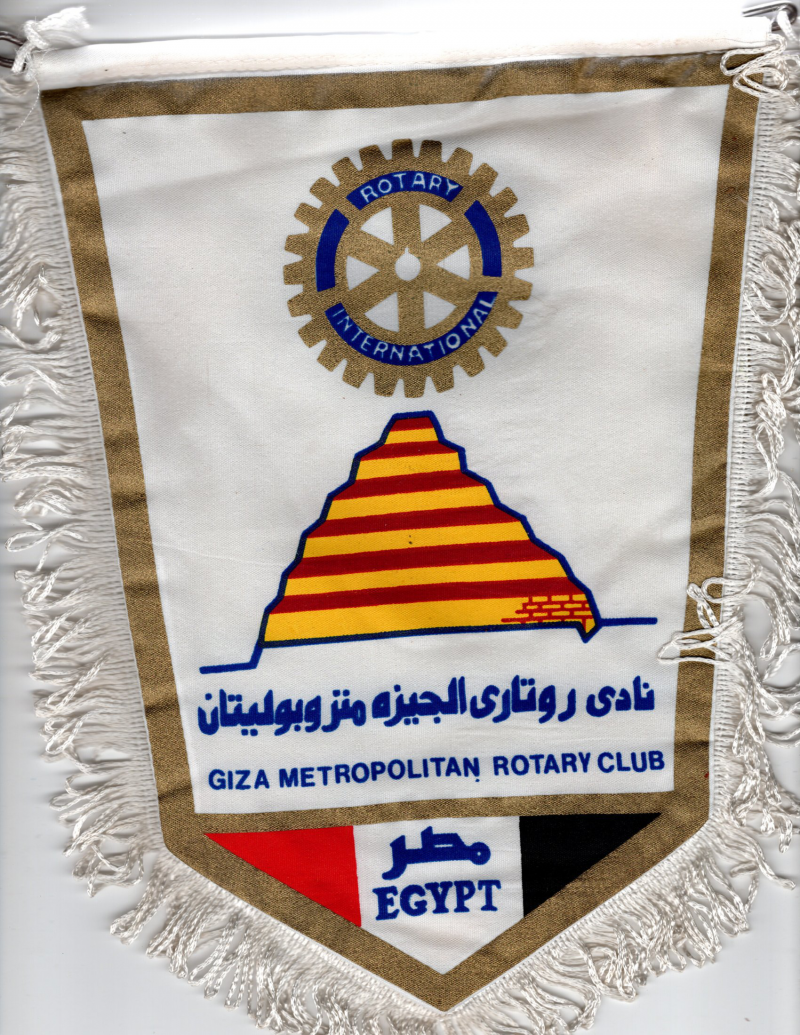 ROTARY
INTERNATIONAL
نادى روتارى الجيزه متروبوليتان
GIZA METROPOLITAN ROTARY CLUB
مصر
EGYPT